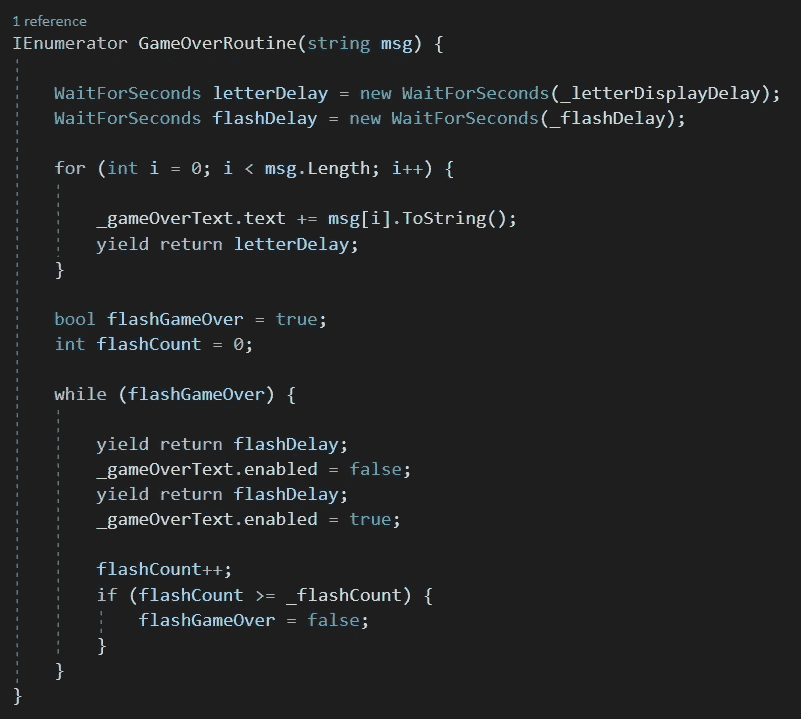 1 reference
IEnumerator GameOverRoutine(string msg) {
WaitForSeconds letterDelay = new WaitForSeconds(_letterDisplayDelay);
WaitForSeconds flashDelay = new WaitForSeconds(_flashDelay);
for (int i = 0; i < msg.Length; i++) {
_gameOverText.text += msg[i].ToString();
yield return letterDelay;
}
bool flashGameOver = true;
int flashCount = 0;
while (flashGameOver) {
yield return flashDelay;
_gameOverText.enabled = false;
yield return flashDelay;
_gameOverText.enabled = true;
flashCount++;
if (flashCount >= _flashCount) {
flashGameOver = false;
}
}
}